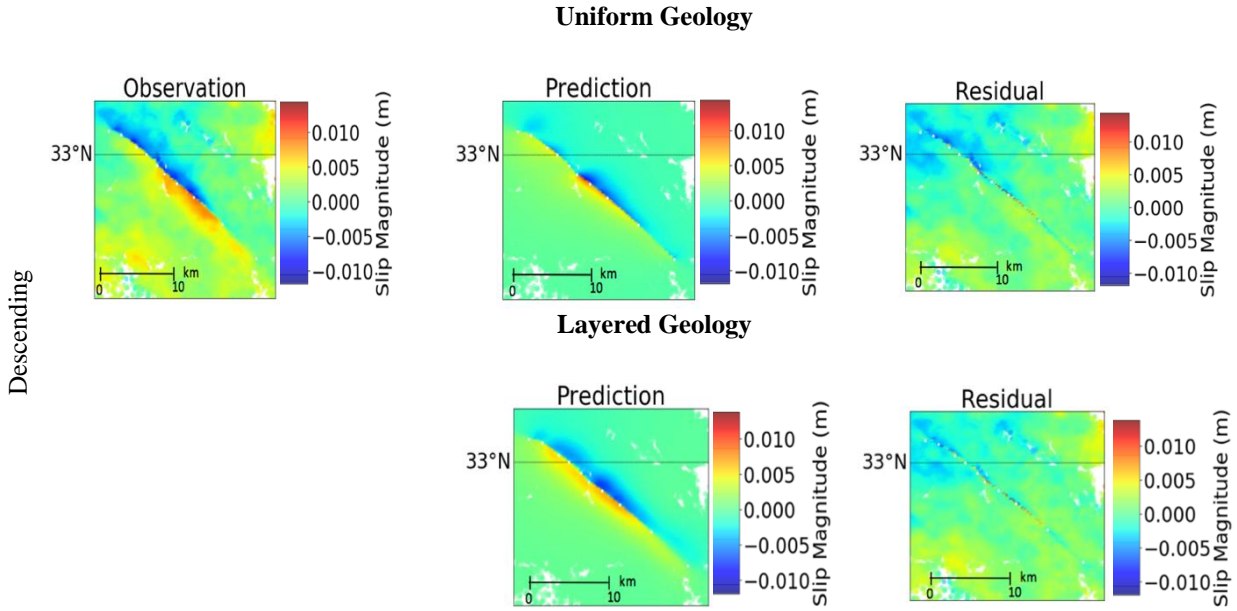 Uniform Geology
Descending
Observation
33°N
km
0 10
0.010
0.005
0.000
−0.005
−0.010
Slip Magnitude (m)
Prediction
33°N
km
0 10
0.010
0.005
0.000
−0.005
−0.010
Slip Magnitude (m)
Residual
33°N
km
0 10
0.010
0.005
0.000
−0.005
−0.010
Slip Magnitude (m)
Layered Geology
Prediction
33°N
km
0 10
0.010
0.005
0.000
−0.005
−0.010
Slip Magnitude (m)
Residual
33°N
km
0 10
0.010
0.005
0.000
−0.005
−0.010
Slip Magnitude (m)